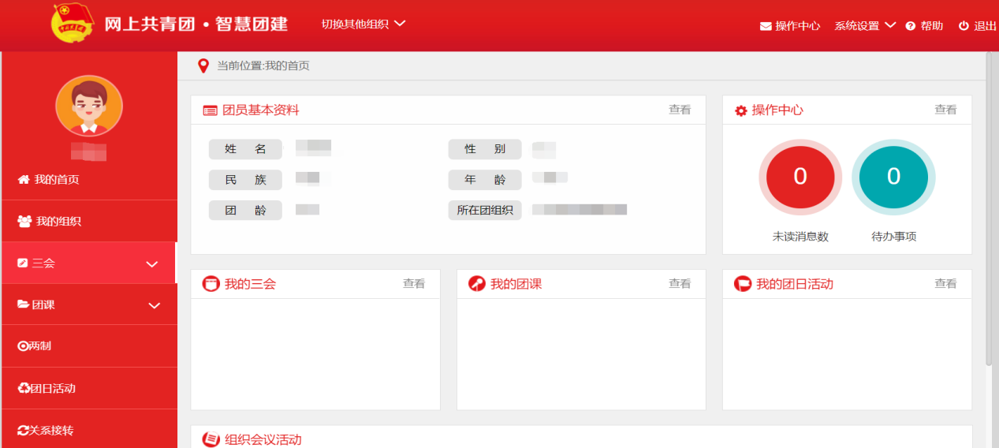 网上共青团·智慧团建
切换其他组织
操作中心 系统设置 帮助 退出
当前位置:我的首页
我的首页
我的组织
三会
团课
两制
团日活动
关系接转
团员基本资料 查看
姓 名
性 别
民 族
年 龄
团 龄
所在团组织
操作中心 查看
0 0
未读消息数 待办事项
我的三会 查看
我的团课 查看
我的团日活动 查看
组织会议活动